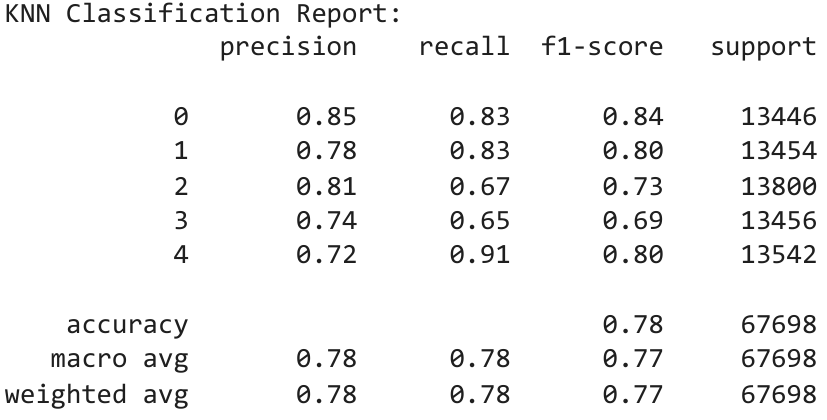 KNN Classification Report:
precision recall f1-score support
0 0.85 0.83 0.84 13446
1 0.78 0.83 0.80 13454
2 0.81 0.67 0.73 13800
3 0.74 0.65 0.69 13456
4 0.72 0.91 0.80 13542
accuracy 0.78 67698
macro avg 0.78 0.78 0.77 67698
weighted avg 0.78 0.78 0.77 67698